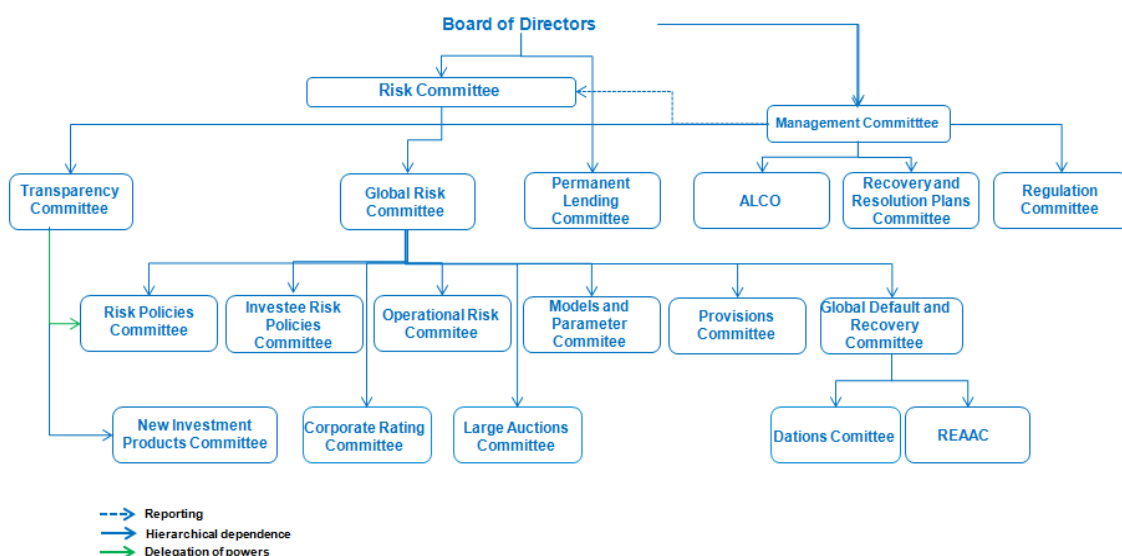 Board of Directors
Risk Committee
Management Committtee
Transparency
Committee
Global Risk
Committee
Permanent
Lending
Committee
ALCO
Recovery and
Resolution Plans
Committee
Regulation
Committee
Risk Policies
Committee
Investee Risk
Policies
Committee
Operational Risk
Commitee
Models and
Parameter
Commitee
Provisions
Committee
Global Default and
Recovery
Committee
New Investment
Products Committee
Corporate Rating
Committee
Large Auctions
Committee
Dations Comittee
REAAC
Reporting
Hierarchical dependence
Delegation of powers